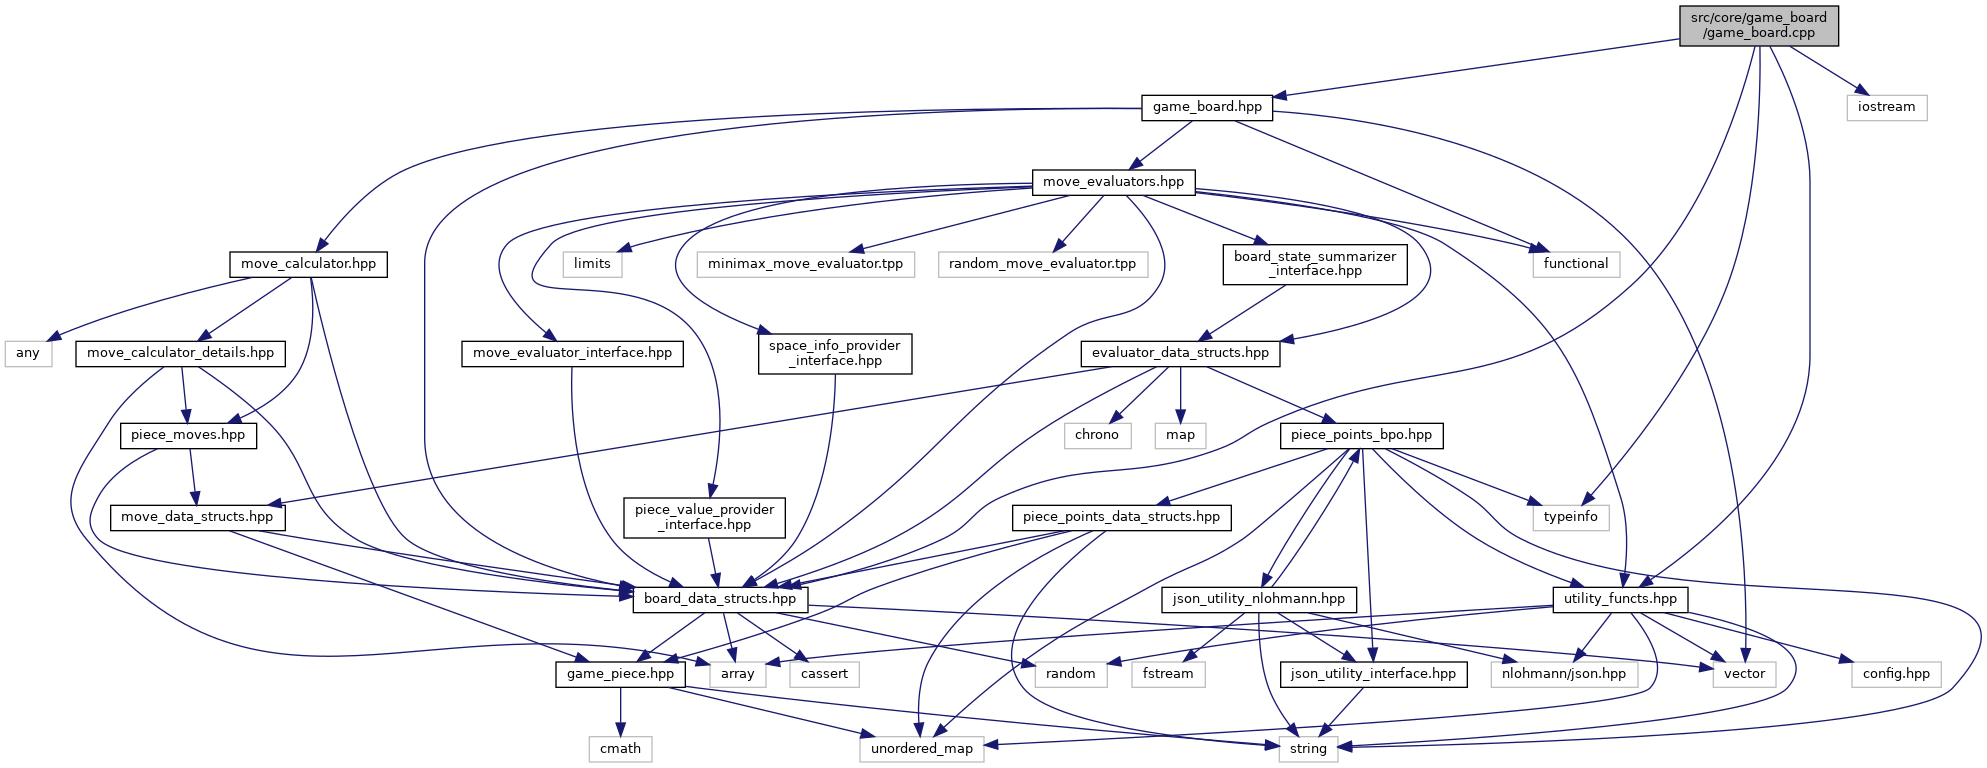 src/core/game_board
/game_board.cpp
game_board.hpp
iostream
move_evaluators.hpp
move_calculator.hpp
limits
minimax_move_evaluator.tpp
random_move_evaluator.tpp
board_state_summarizer
_interface.hpp
functional
any
move_calculator_details.hpp
move_evaluator_interface.hpp
space_info_provider
_interface.hpp
evaluator_data_structs.hpp
piece_moves.hpp
chrono
map
piece_points_bpo.hpp
move_data_structs.hpp
piece_value_provider
_interface.hpp
piece_points_data_structs.hpp
typeinfo
board_data_structs.hpp
json_utility_nlohmann.hpp
utility_functs.hpp
game_piece.hpp
array
cassert
random
fstream
json_utility_interface.hpp
nlohmann/json.hpp
vector
config.hpp
cmath
unordered_map
string